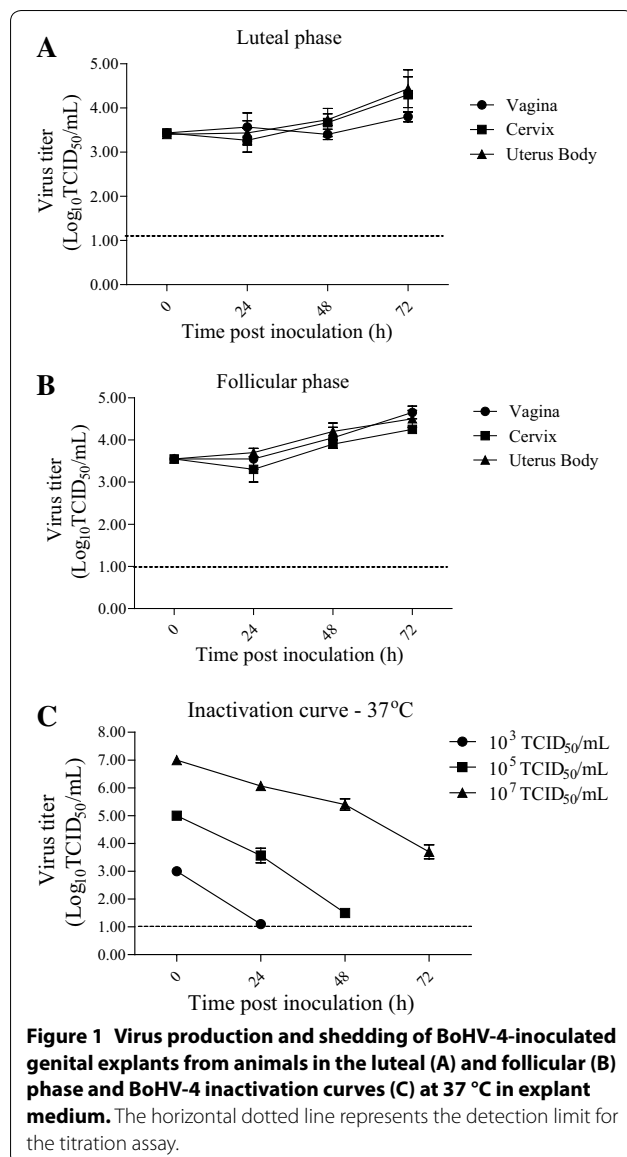 A
Luteal phase
5.00
4.00
3.00
2.00
1.00
0.00
Virus titer
(Log₁₀TCID₅₀/mL)
0
24
48
72
Time post inoculation (h)
Vagina
Cervix
Uterus Body
B
Follicular phase
5.00
4.00
3.00
2.00
1.00
0.00
Virus titer
(Log₁₀TCID₅₀/mL)
0
24
48
72
Time post inoculation (h)
Vagina
Cervix
Uterus Body
C
Inactivation curve - 37°C
8.00
7.00
6.00
5.00
4.00
3.00
2.00
1.00
0.00
Virus titer
(Log₁₀TCID₅₀/mL)
0
24
48
72
Time post inoculation (h)
10³ TCID₅₀/mL
10⁵ TCID₅₀/mL
10⁷ TCID₅₀/mL
Figure 1 Virus production and shedding of BoHV-4-inoculated
genital explants from animals in the luteal (A) and follicular (B)
phase and BoHV-4 inactivation curves (C) at 37 °C in explant
medium. The horizontal dotted line represents the detection limit for
the titration assay.